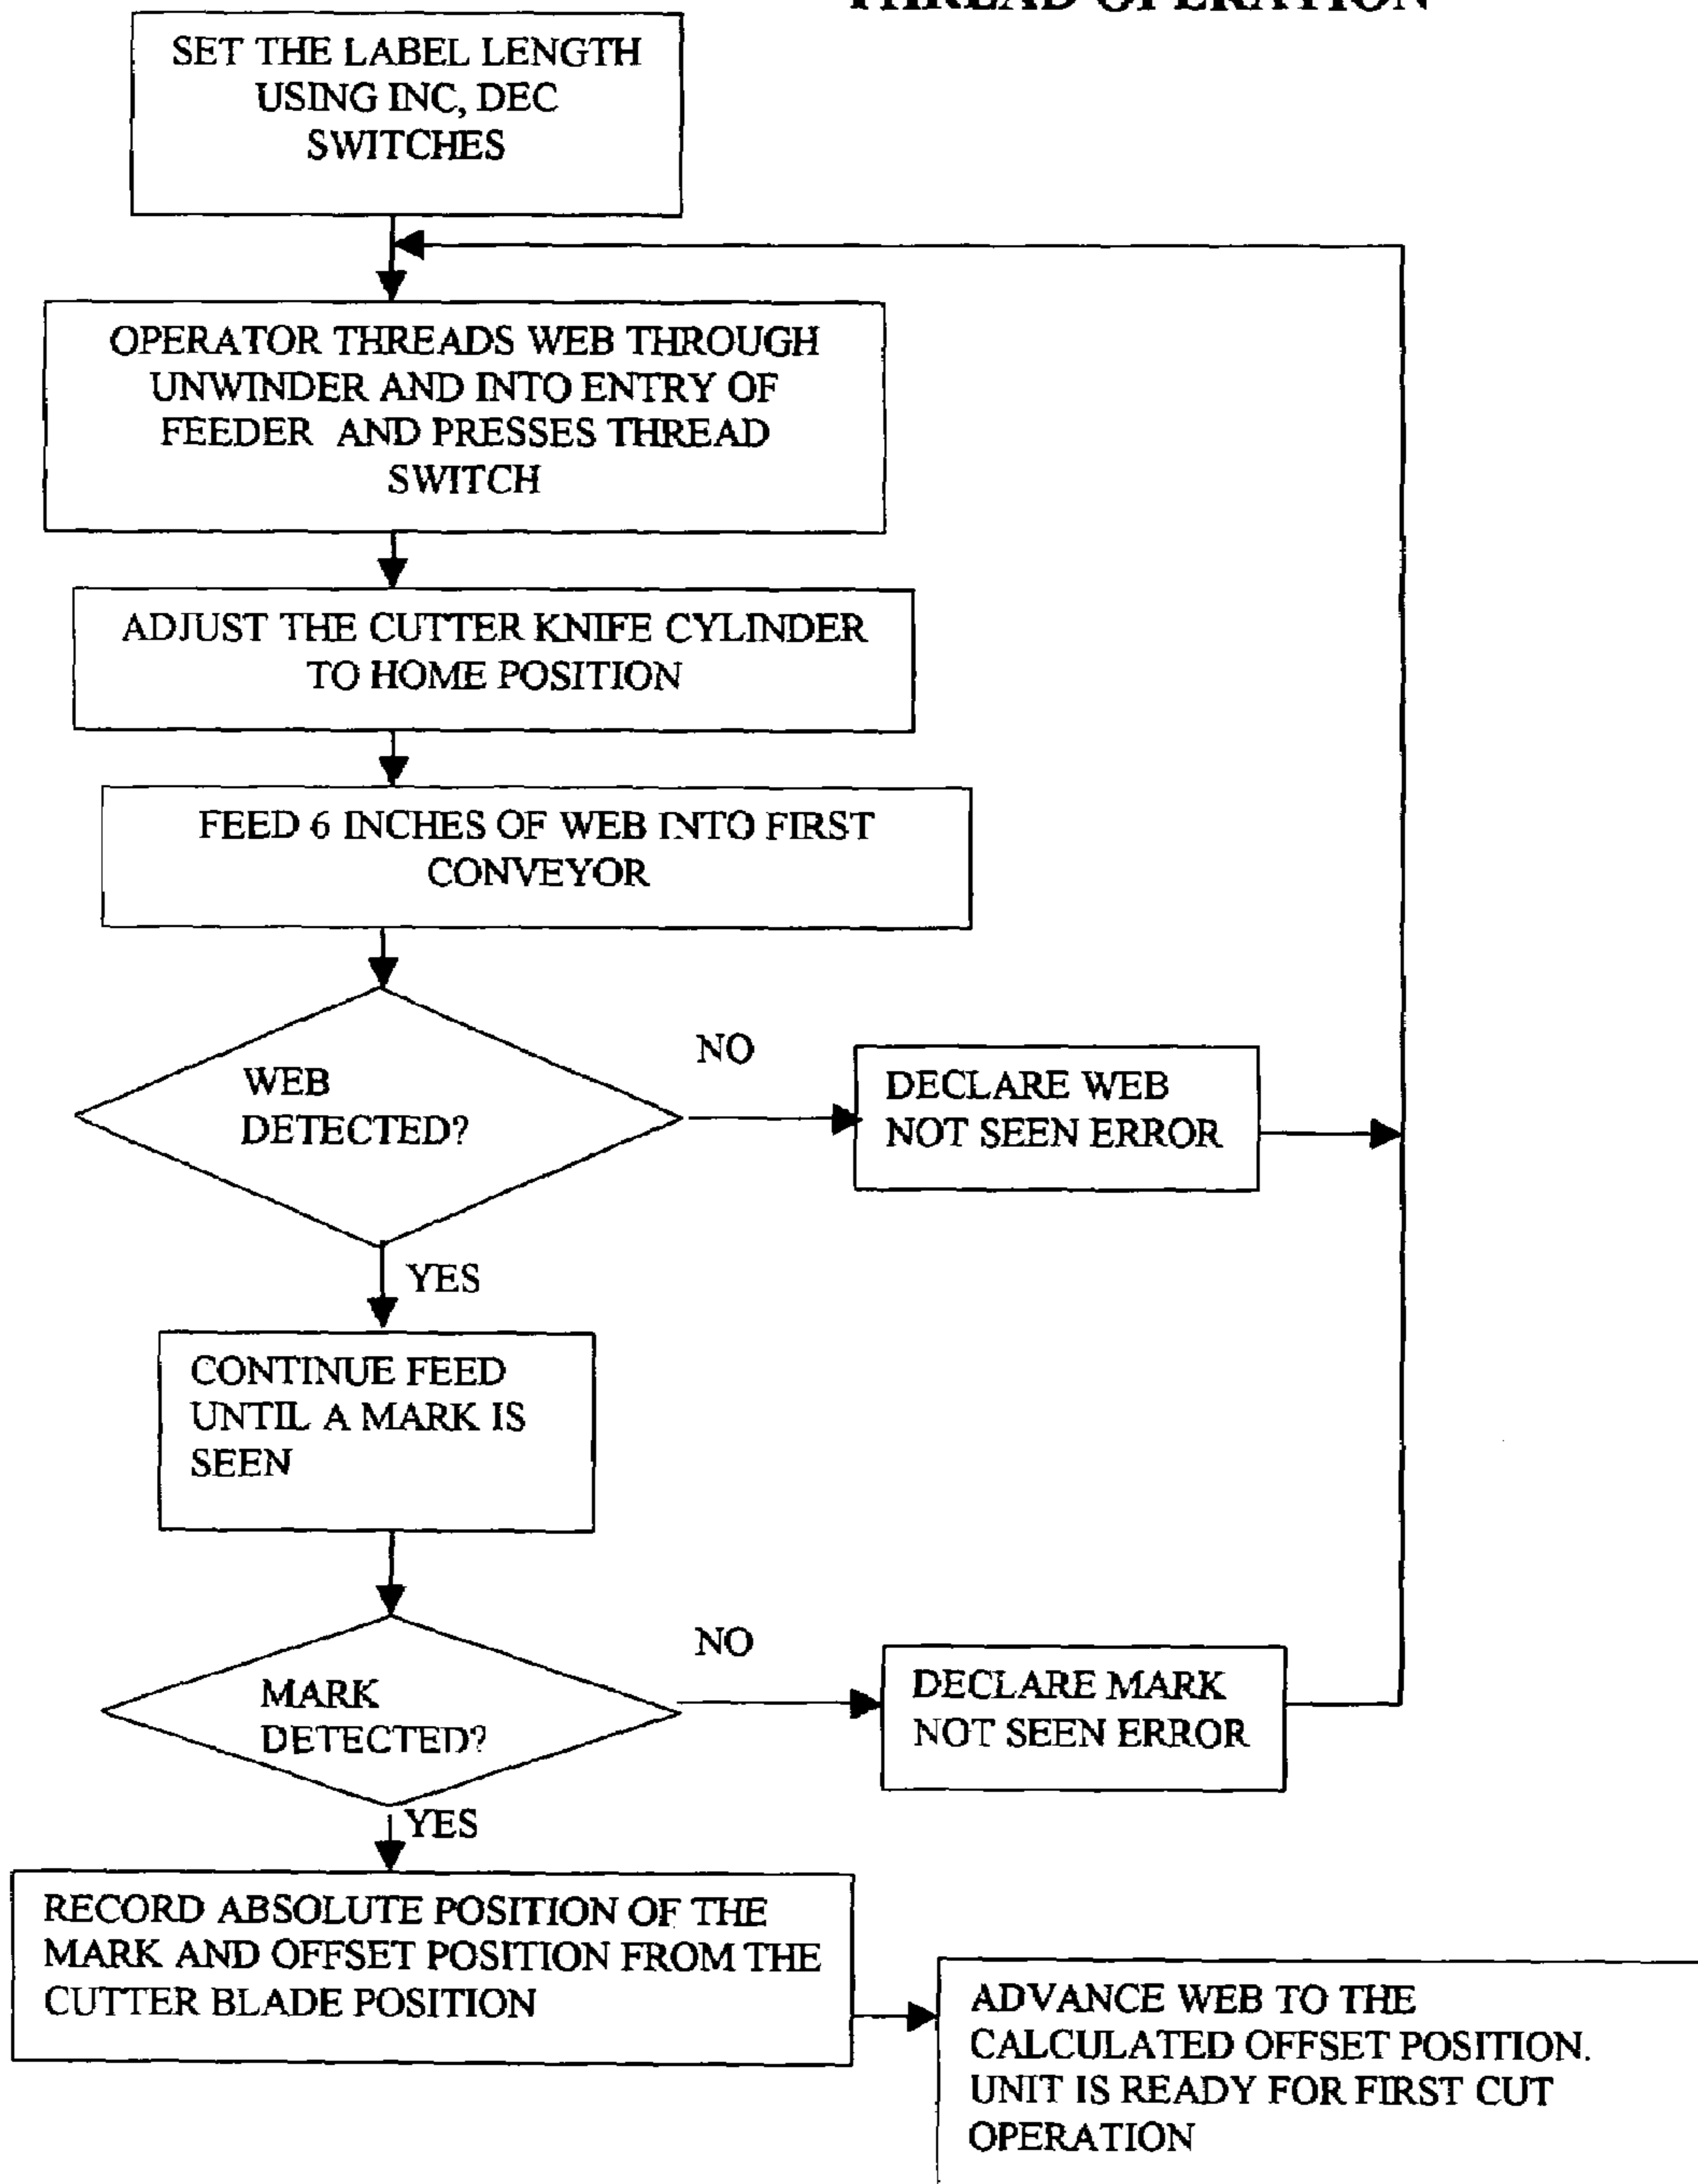 THREAD OPERATION
SET THE LABEL LENGTH
USING INC, DEC
SWITCHES
OPERATOR THREADS WEB THROUGH
UNWINDER AND INTO ENTRY OF
FEEDER AND PRESSES THREAD
SWITCH
ADJUST THE CUTTER KNIFE CYLINDER
TO HOME POSITION
FEED 6 INCHES OF WEB INTO FIRST
CONVEYOR
WEB
DETECTED?
NO
DECLARE WEB
NOT SEEN ERROR
YES
CONTINUE FEED
UNTIL A MARK IS
SEEN
MARK
DETECTED?
NO
DECLARE MARK
NOT SEEN ERROR
YES
RECORD ABSOLUTE POSITION OF THE
MARK AND OFFSET POSITION FROM THE
CUTTER BLADE POSITION
ADVANCE WEB TO THE
CALCULATED OFFSET POSITION.
UNIT IS READY FOR FIRST CUT
OPERATION